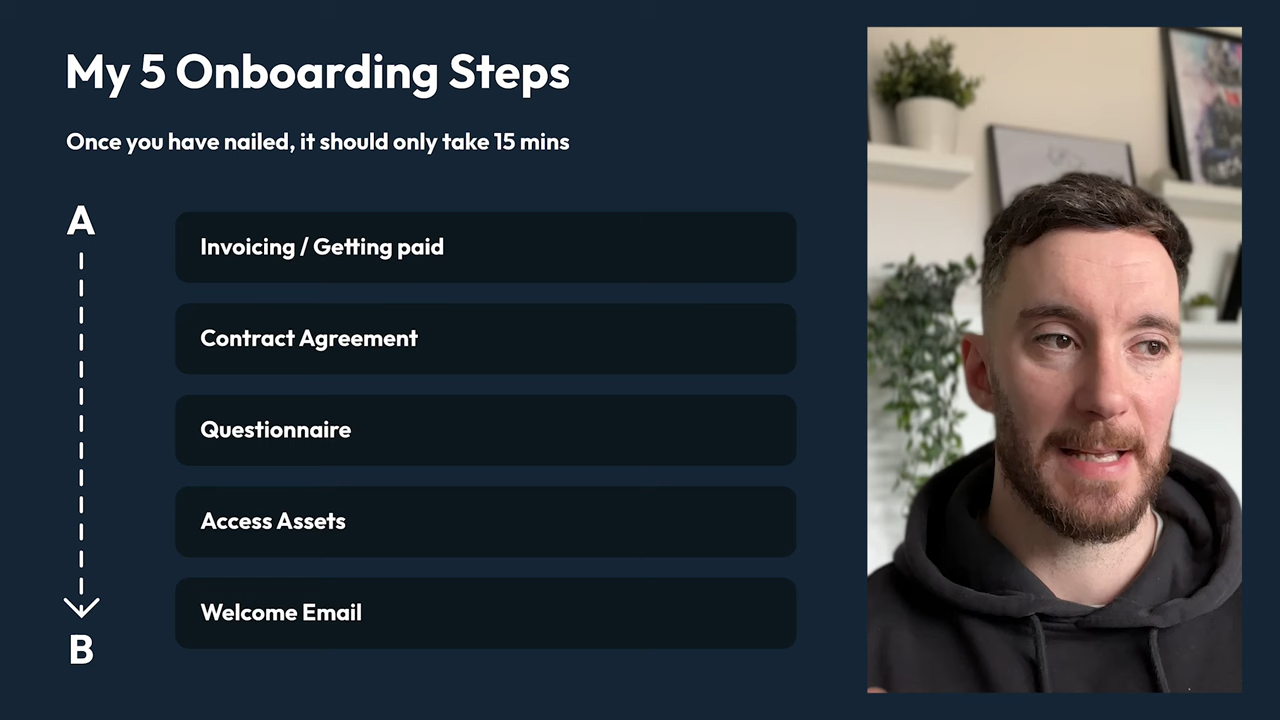 My 5 Onboarding Steps
Once you have nailed, it should only take 15 mins
A
Invoicing / Getting paid
Contract Agreement
Questionnaire
Access Assets
Welcome Email
B